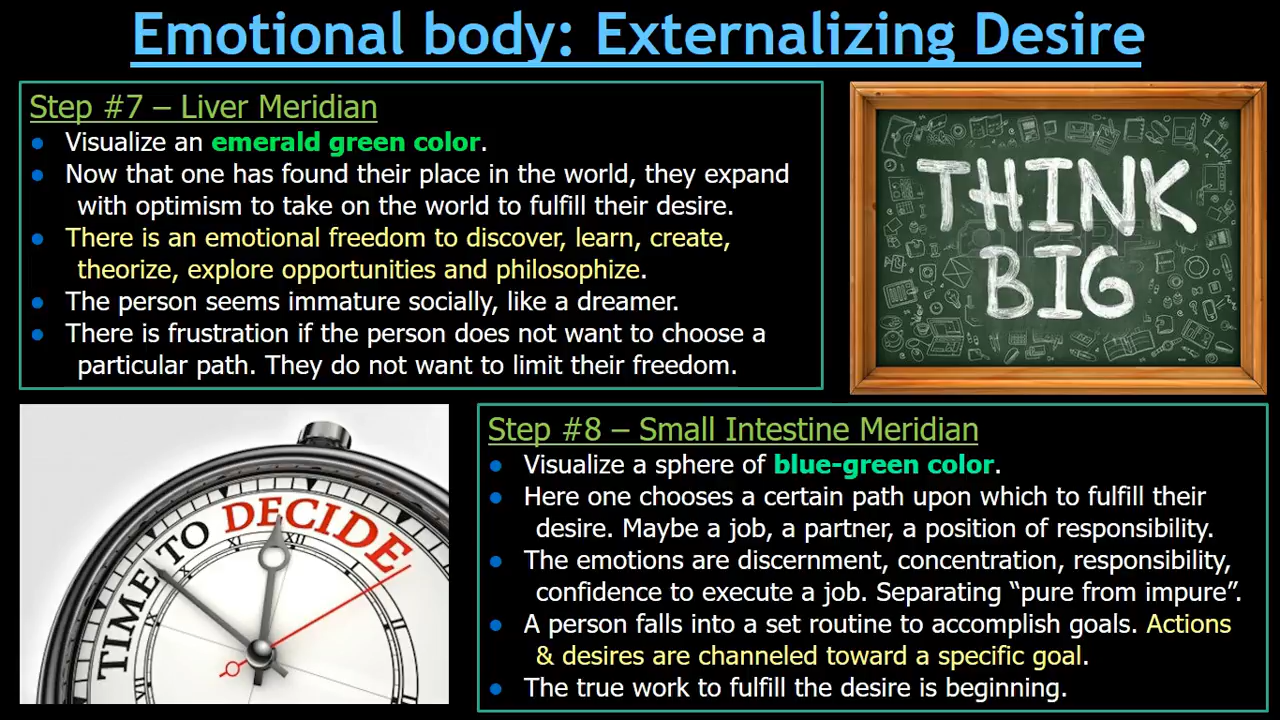 Emotional body: Externalizing Desire
Step #7 – Liver Meridian
Visualize an emerald green color.
Now that one has found their place in the world, they expand
with optimism to take on the world to fulfill their desire.
There is an emotional freedom to discover, learn, create,
theorize, explore opportunities and philosophize.
The person seems immature socially, like a dreamer.
There is frustration if the person does not want to choose a
particular path. They do not want to limit their freedom.
THINK
BIG
TIME TO DECIDE
XI XII
X
IX
VII
I
II
III
Step #8 – Small Intestine Meridian
Visualize a sphere of blue-green color.
Here one chooses a certain path upon which to fulfill their
desire. Maybe a job, a partner, a position of responsibility.
The emotions are discernment, concentration, responsibility,
confidence to execute a job. Separating “pure from impure”.
A person falls into a set routine to accomplish goals. Actions
& desires are channeled toward a specific goal.
The true work to fulfill the desire is beginning.